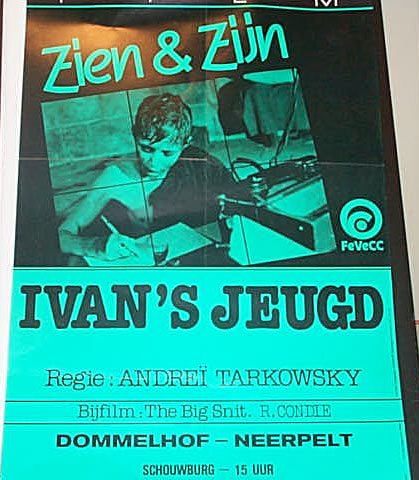 Zien & Zijn
FeVeCC
IVAN'S JEUGD
Regie : ANDREÏ TARKOWSKY
Bijfilm : The Big Snit. R. CONDIE
DOMMELHOF – NEERPELT
SCHOUWBURG – 15 UUR